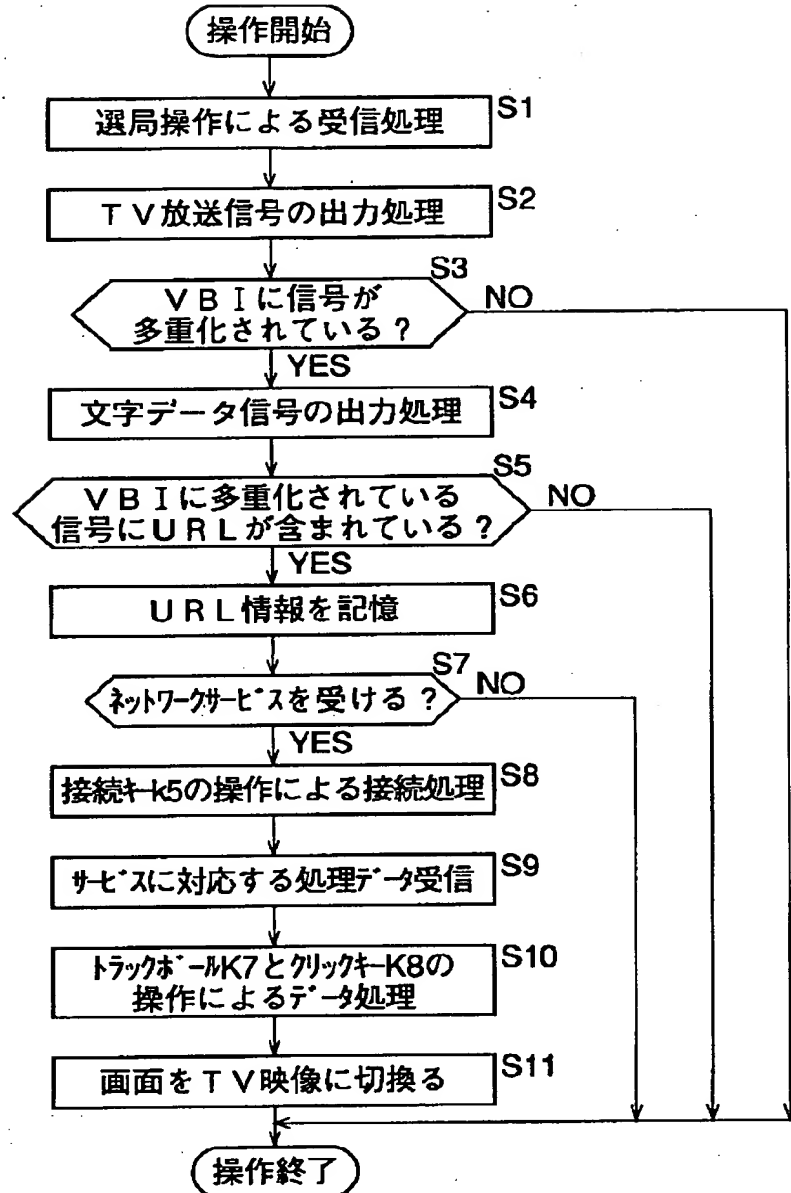 操作開始
選局操作による受信処理 S1
TV放送信号の出力処理 S2
S3
VBIに信号が
多重化されている? NO
YES
文字データ信号の出力処理 S4
S5
VBIに多重化されている
信号にURLが含まれている? NO
YES
URL情報を記憶 S6
S7
ネットワークサービスを受ける? NO
YES
接続キーk5の操作による接続処理 S8
サービスに対応する処理データ受信 S9
トラックボールK7とクリックキーK8の
操作によるデータ処理 S10
画面をTV映像に切換る S11
操作終了